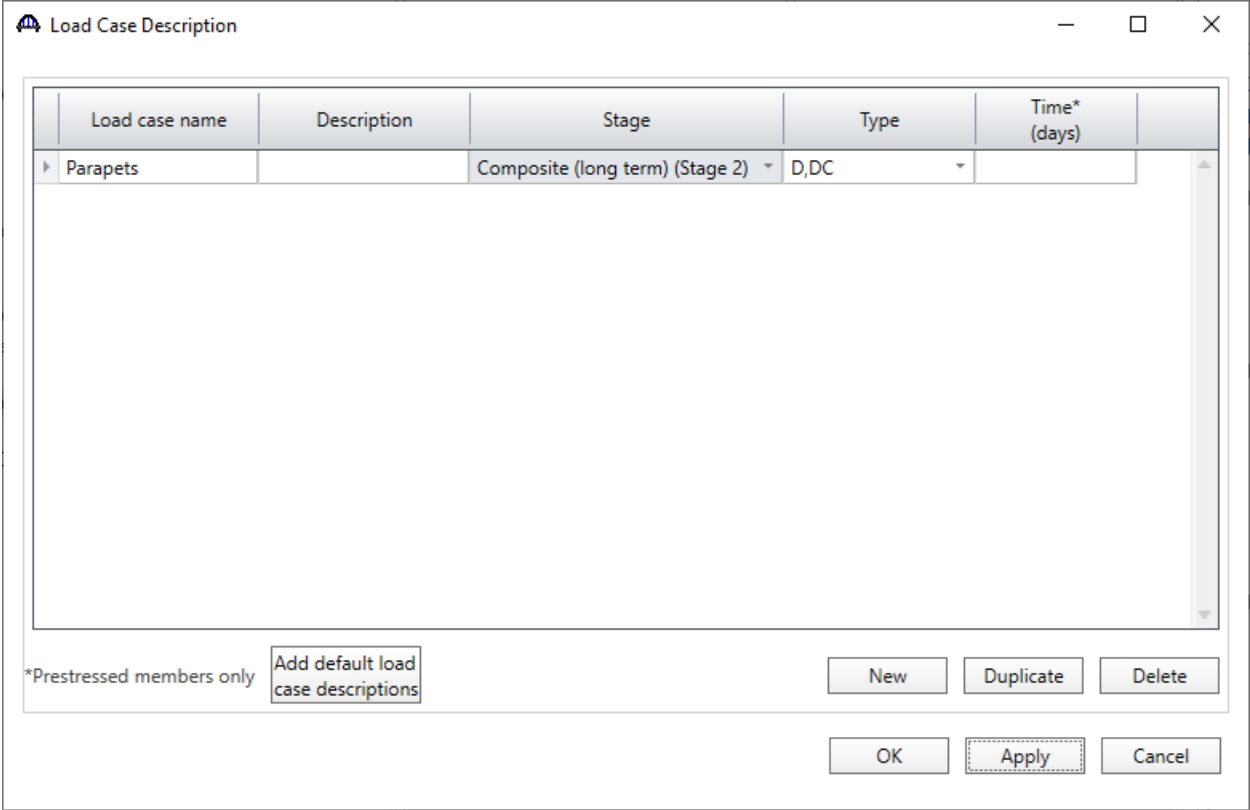 Load Case Description
Load case name Description Stage Type Time*
(days)
Parapets Composite (long term) (Stage 2) D,DC
*Prestressed members only
Add default load
case descriptions
New Duplicate Delete
OK Apply Cancel